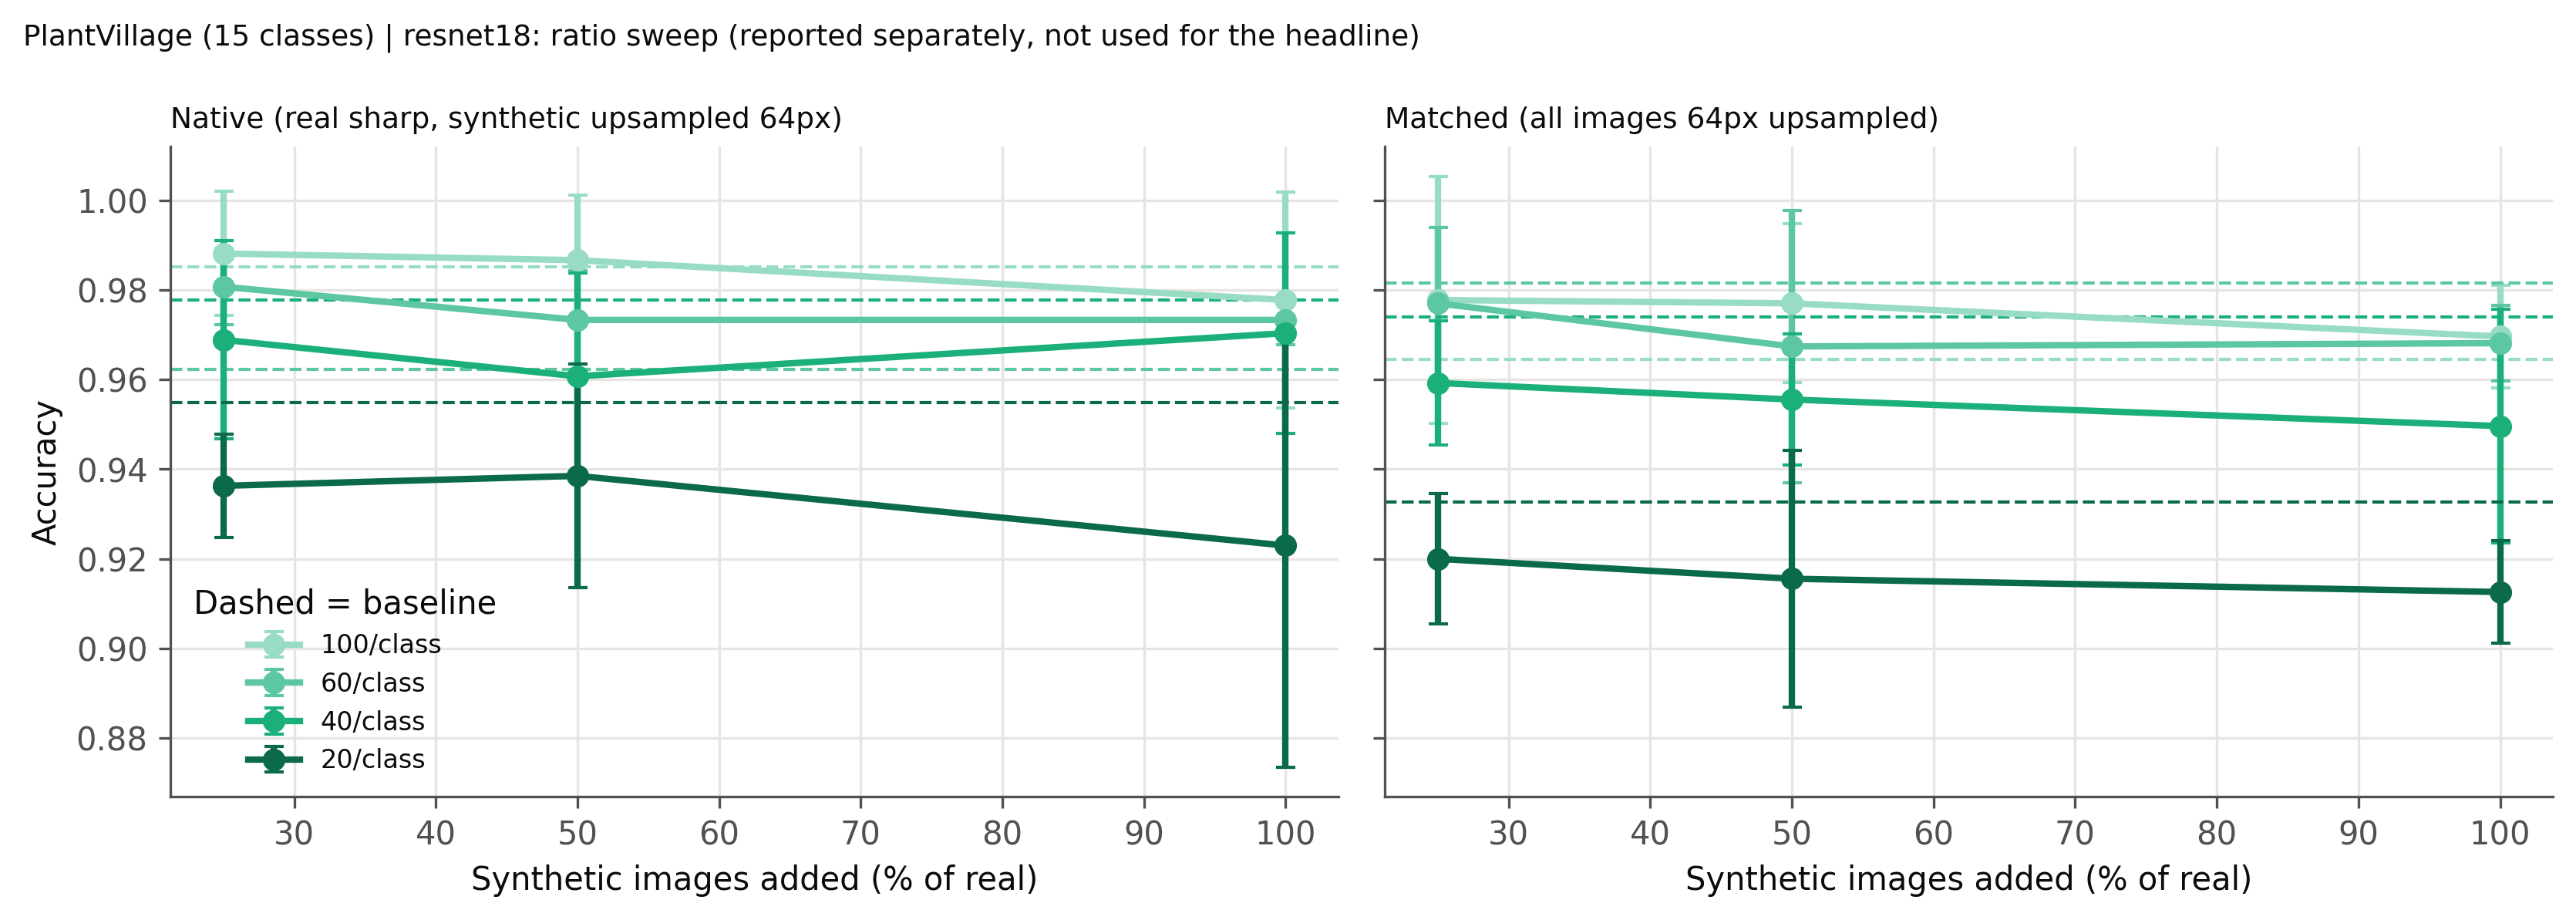 PlantVillage (15 classes) | resnet18: ratio sweep (reported separately, not used for the headline)
Native (real sharp, synthetic upsampled 64px)
Matched (all images 64px upsampled)
Accuracy
1.00
0.98
0.96
0.94
0.92
0.90
0.88
Dashed = baseline
100/class
60/class
40/class
20/class
30 40 50 60 70 80 90 100
30 40 50 60 70 80 90 100
Synthetic images added (% of real)
Synthetic images added (% of real)